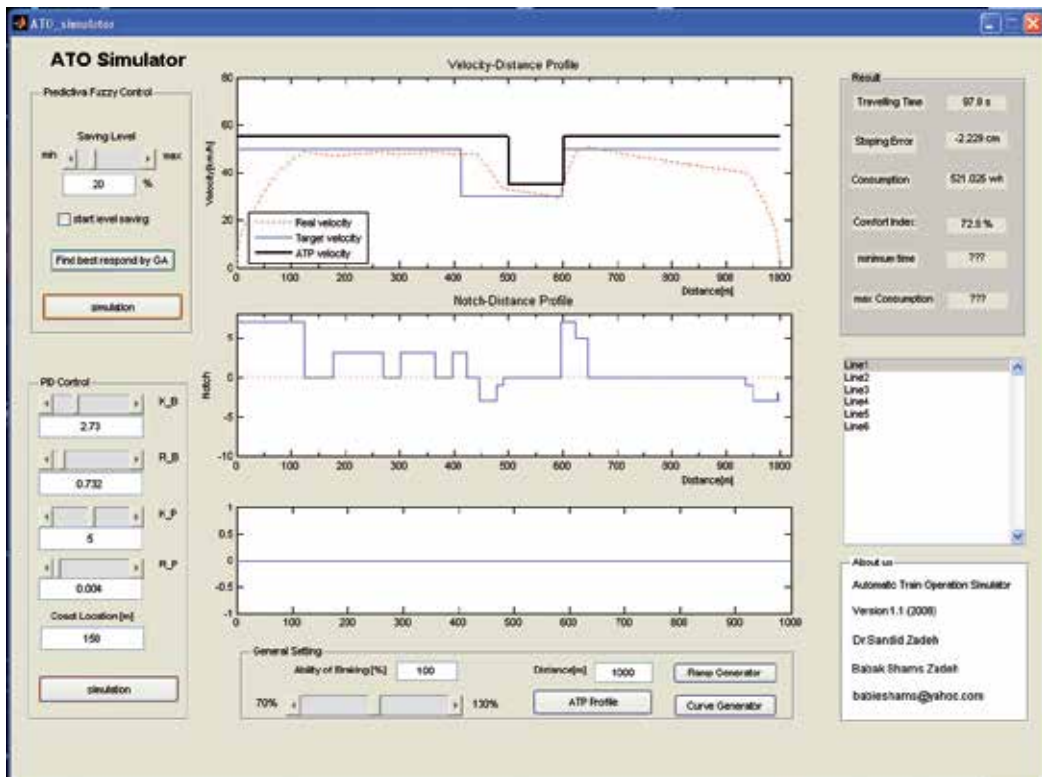 ATO_simulator
ATO Simulator
Predictive Fuzzy Control
Saving Level
min
max
20
%
start level saving
Find best respond by GA
simulation
PID Control
K_B
2.73
R_B
0.732
K_P
5
R_P
0.004
Coast Location [m]
150
simulation
Velocity-Distance Profile
Velocity[km/h]
80
60
40
20
0
Real velocity
Target velocity
ATP velocity
0 100 200 300 400 500 600 700 800 900 1000
Distance[m]
Notch-Distance Profile
Notch
5
0
-5
-10
0 100 200 300 400 500 600 700 800 900 1000
Distance[m]
1
0.5
0
-0.5
-1
0 100 200 300 400 500 600 700 800 900 1000
General Setting
Ability of Braking[%]
100
70%
130%
Distance[m]
1000
ATP Profile
Ramp Generator
Curve Generator
Result
Travelling Time
Stoping Error
-2.229 cm
Consumption
521.025 wh
Comfort Index
minimum time
???
max Consumption
???
Line1
Line2
Line3
Line4
Line5
Line6
About us
Automatic Train Operation Simulator
Version 1.1 (2008)
Dr.Sandid Zadeh
Babak Shams Zadeh
babieshams@yahoo.com